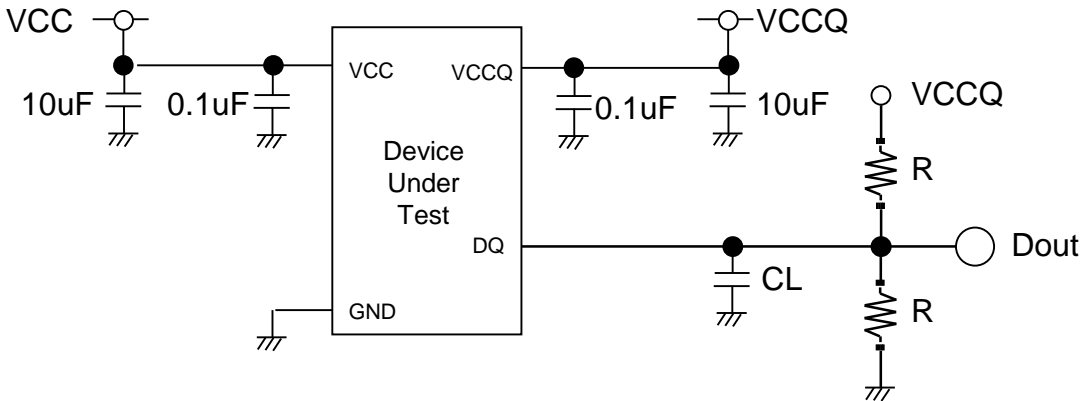 VCC
VCCQ
VCC
VCCQ
10uF
0.1uF
0.1uF
10uF
VCCQ
Device
Under
Test
R
DQ
Dout
CL
GND
R